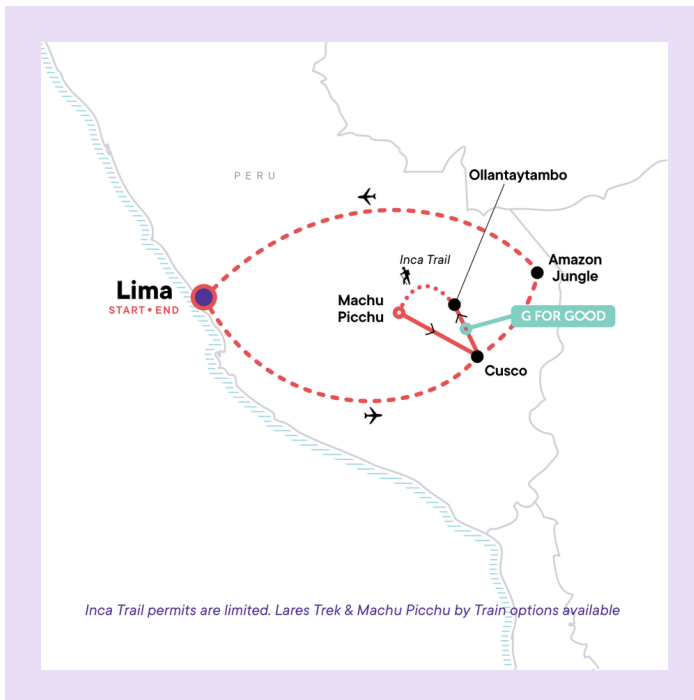 PERU
Ollantaytambo
Inca Trail
Amazon
Jungle
Lima
START • END
Machu
Picchu
G FOR GOOD
Cusco
Inca Trail permits are limited. Lares Trek & Machu Picchu by Train options available